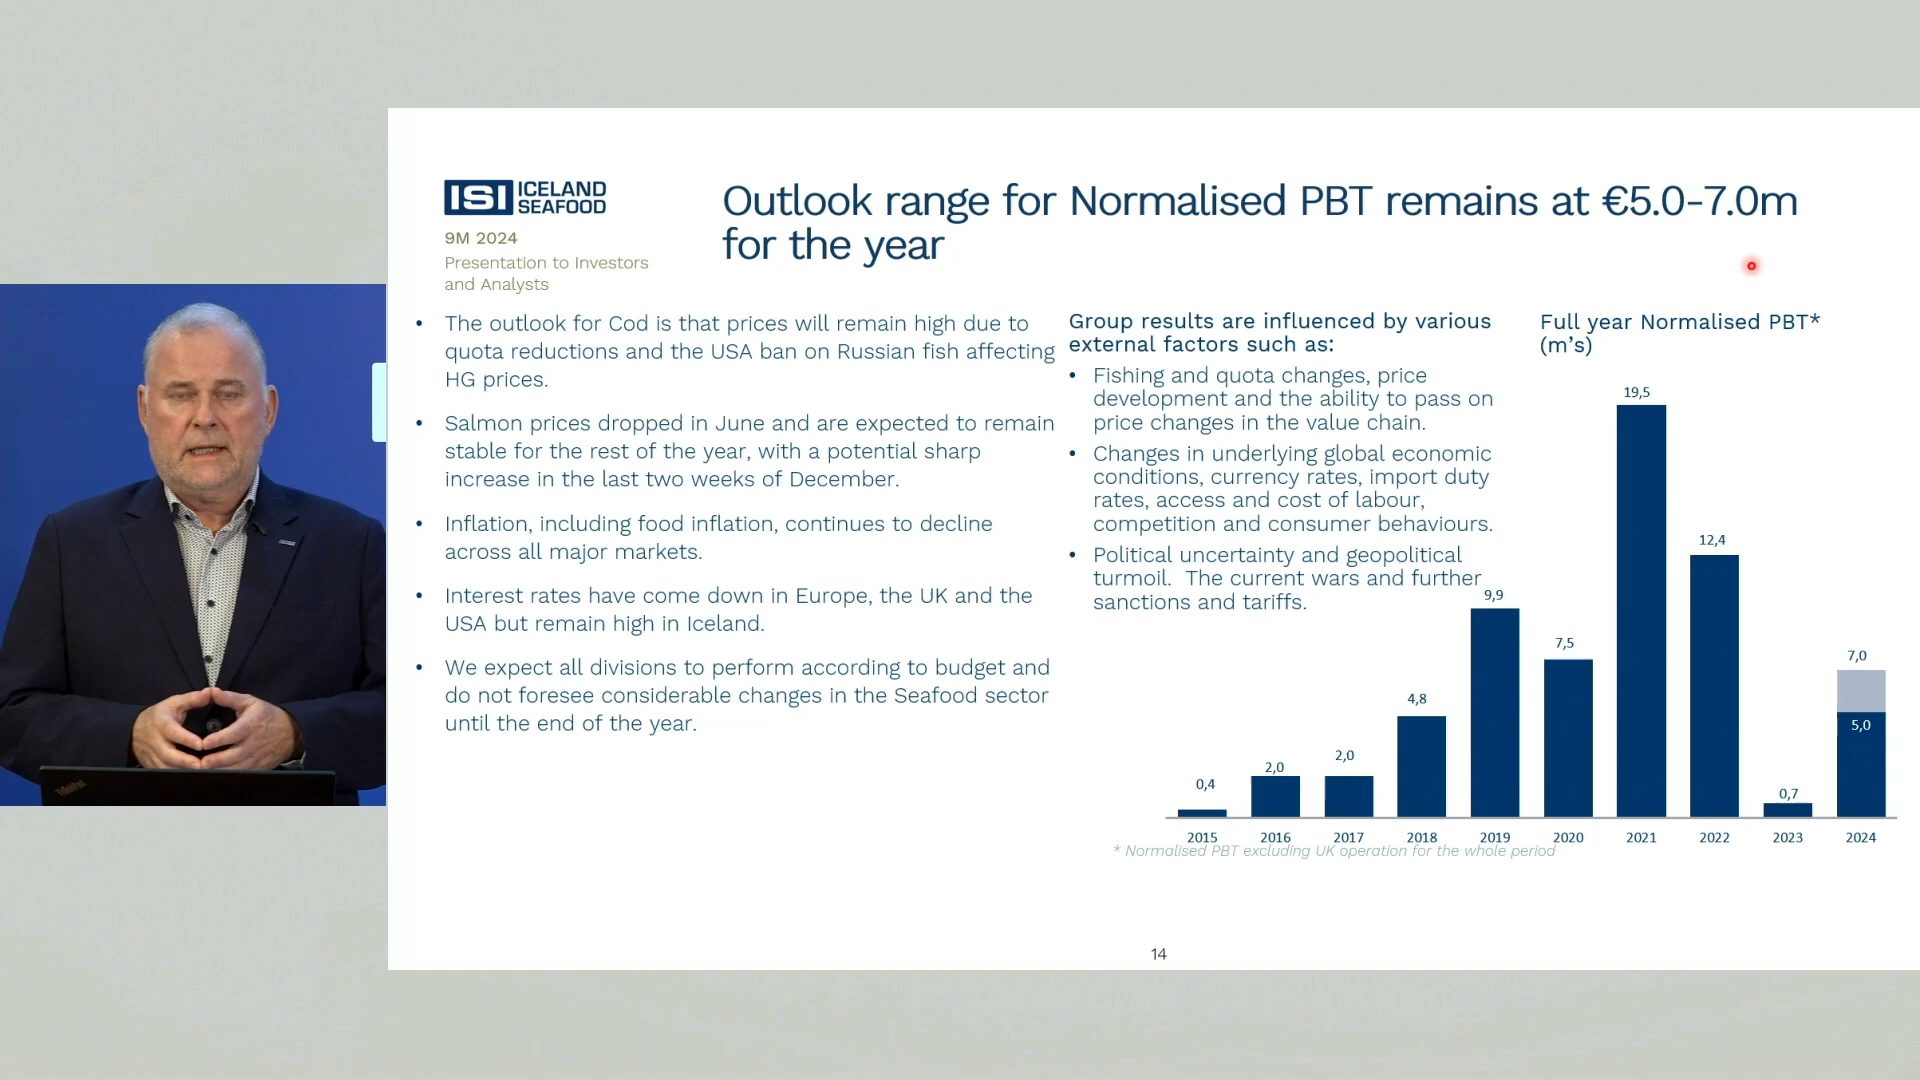 ISI ICELAND
SEAFOOD
9M 2024
Presentation to Investors
and Analysts
Outlook range for Normalised PBT remains at €5.0-7.0m
for the year
• The outlook for Cod is that prices will remain high due to
quota reductions and the USA ban on Russian fish affecting
HG prices.
• Salmon prices dropped in June and are expected to remain
stable for the rest of the year, with a potential sharp
increase in the last two weeks of December.
• Inflation, including food inflation, continues to decline
across all major markets.
• Interest rates have come down in Europe, the UK and the
USA but remain high in Iceland.
• We expect all divisions to perform according to budget and
do not foresee considerable changes in the Seafood sector
until the end of the year.
Group results are influenced by various
external factors such as:
• Fishing and quota changes, price
development and the ability to pass on
price changes in the value chain.
• Changes in underlying global economic
conditions, currency rates, import duty
rates, access and cost of labour,
competition and consumer behaviours.
• Political uncertainty and geopolitical
turmoil. The current wars and further
sanctions and tariffs.
Full year Normalised PBT*
(m's)
0,4
2,0
2,0
4,8
9,9
7,5
19,5
12,4
0,7
7,0
5,0
2015 2016 2017 2018 2019 2020 2021 2022 2023 2024
* Normalised PBT excluding UK operation for the whole period
14
ThinkPad